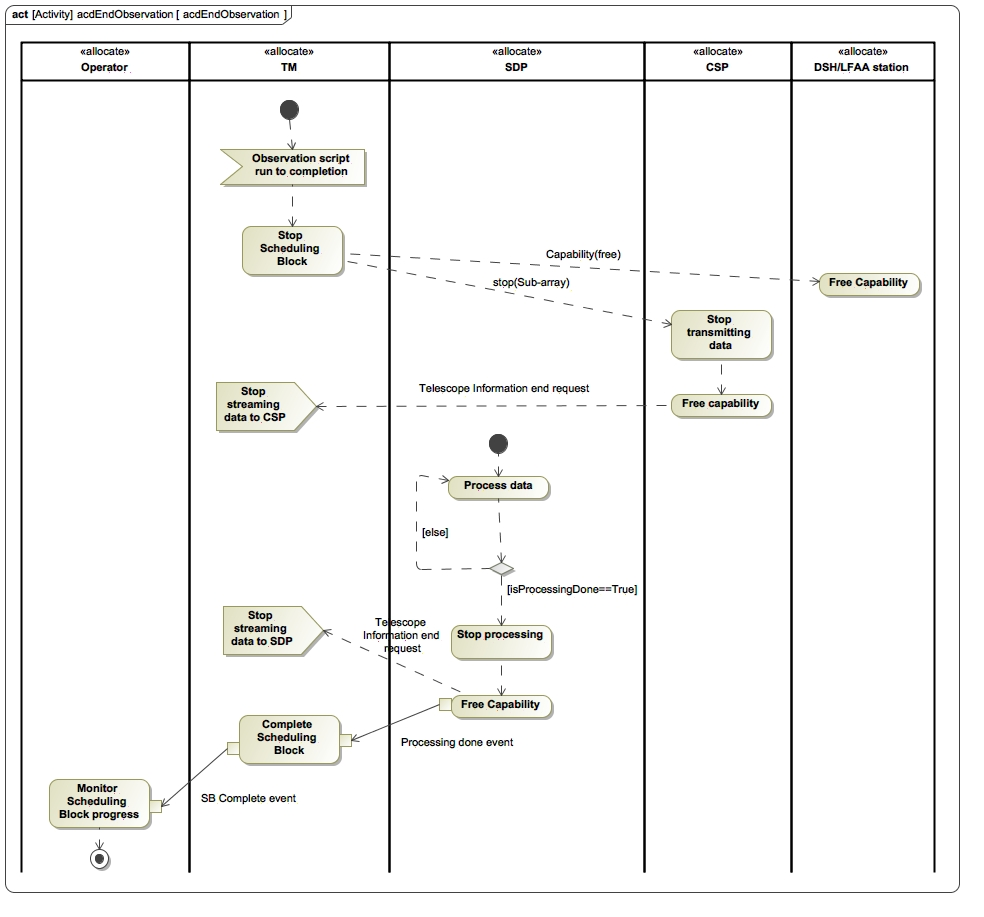 act [Activity] acdEndObservation [ acdEndObservation ]
«allocate»
Operator
«allocate»
TM
«allocate»
SDP
«allocate»
CSP
«allocate»
DSH/LFAA station
Observation script
run to completion
Stop
Scheduling
Block
Capability(free)
Free Capability
stop(Sub-array)
Stop
transmitting
data
Telescope Information end request
Stop
streaming
data to CSP
Free capability
Process data
[else]
[isProcessingDone==True]
Stop
streaming
data to SDP
Telescope
Information end
request
Stop processing
Free Capability
Complete
Scheduling
Block
Processing done event
Monitor
Scheduling
Block progress
SB Complete event